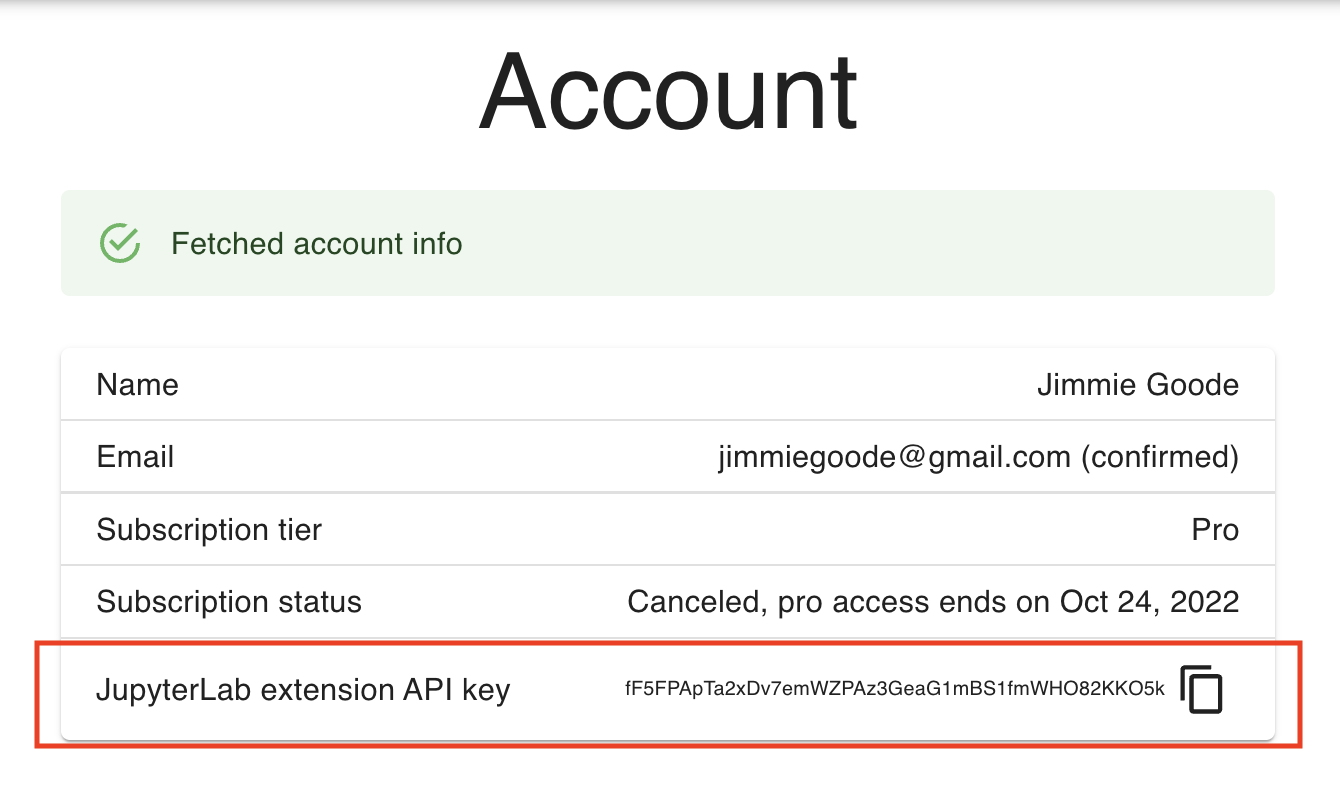 Account
Fetched account info
Name Jimmie Goode
Email jimmiegoode@gmail.com (confirmed)
Subscription tier Pro
Subscription status Canceled, pro access ends on Oct 24, 2022
JupyterLab extension API key fF5FPApTa2xDv7emWZPAz3GeaG1mBS1fmWHO82KKO5k